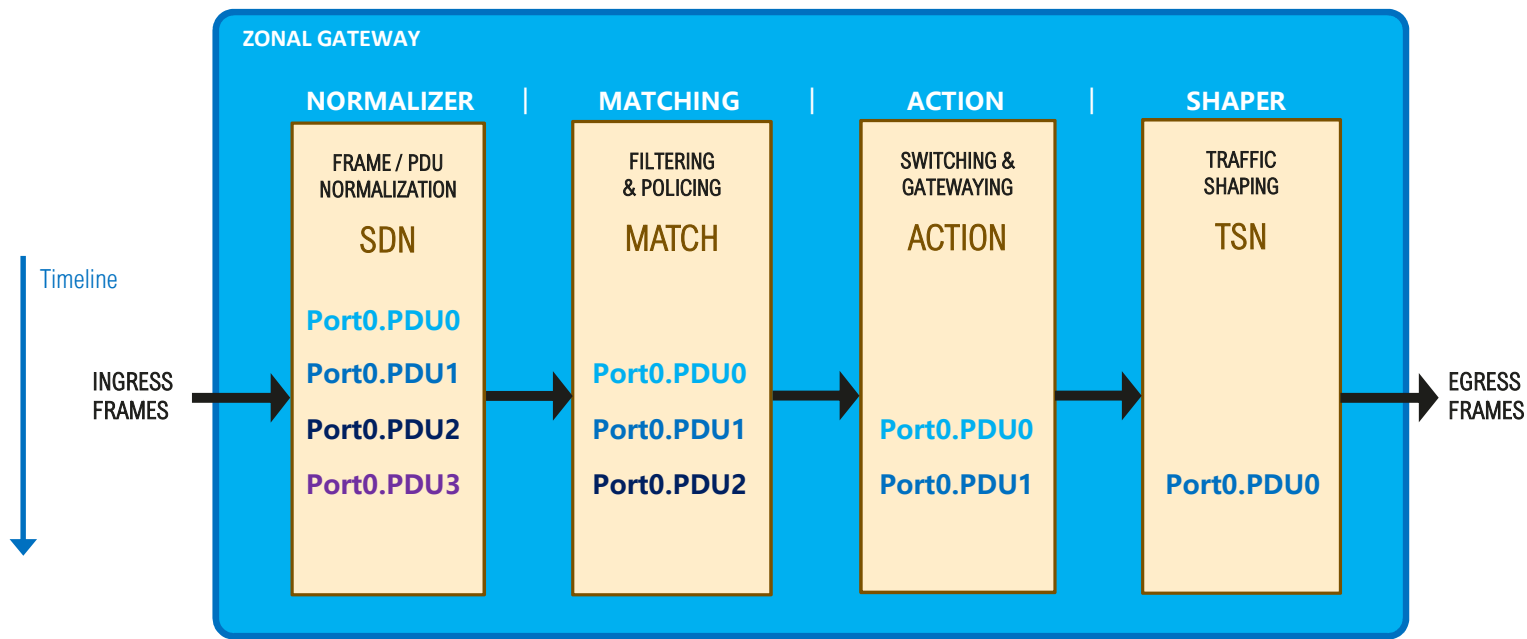 ZONAL GATEWAY
NORMALIZER | MATCHING | ACTION | SHAPER
FRAME / PDU
NORMALIZATION
SDN
FILTERING
& POLICING
MATCH
SWITCHING &
GATEWAYING
ACTION
TRAFFIC
SHAPING
TSN
Timeline
INGRESS
FRAMES
Port0.PDU0
Port0.PDU1
Port0.PDU2
Port0.PDU3
Port0.PDU0
Port0.PDU1
Port0.PDU2
Port0.PDU0
Port0.PDU1
Port0.PDU0
EGRESS
FRAMES